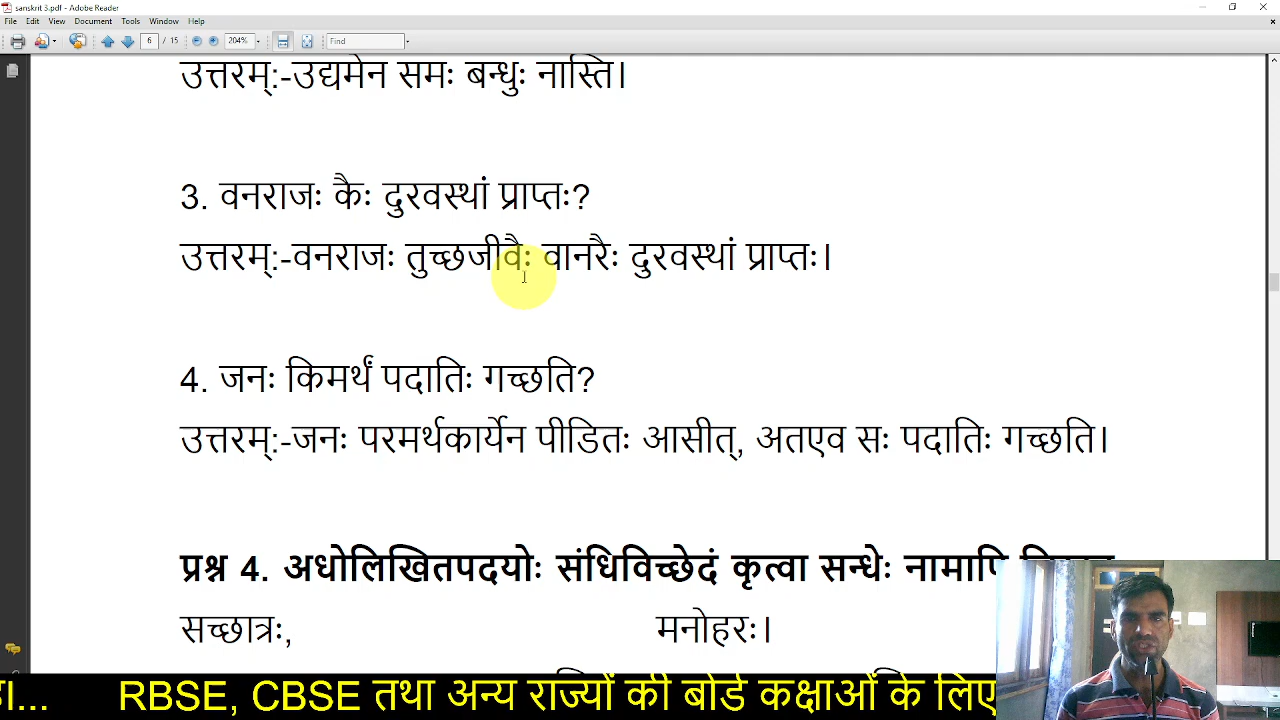 sanskrit 3.pdf - Adobe Reader
File Edit View Document Tools Window Help
6 / 15 204% Find
उत्तरम्:-उद्यमेन समः बन्धुः नास्ति।
3. वनराजः कैः दुरवस्थां प्राप्तः?
उत्तरम्:-वनराजः तुच्छजीवैः वानरैः दुरवस्थां प्राप्तः।
4. जनः किमर्थं पदातिः गच्छति?
उत्तरम्:-जनः परमर्थकार्येन पीडितः आसीत्, अतएव सः पदातिः गच्छति।
प्रश्न 4. अधोलिखितपदयोः संधिविच्छेदं कृत्वा सन्धेः नामापि
सच्छात्रः, मनोहरः।
RBSE, CBSE तथा अन्य राज्यों की बोर्ड कक्षाओं के लिए